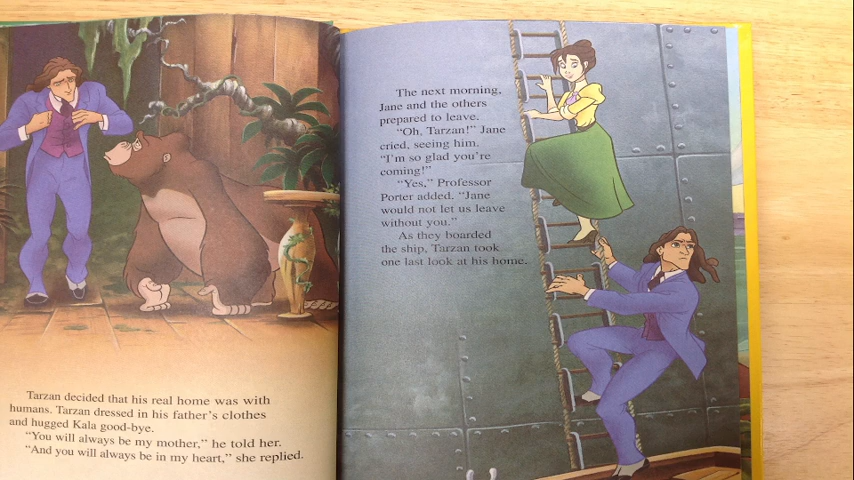 Tarzan decided that his real home was with
humans. Tarzan dressed in his father's clothes
and hugged Kala good-bye.
"You will always be my mother," he told her.
"And you will always be in my heart," she replied.
The next morning,
Jane and the others
prepared to leave.
"Oh, Tarzan!" Jane
cried, seeing him.
"I'm so glad you're
coming!"
"Yes," Professor
Porter added. "Jane
would not let us leave
without you."
As they boarded
the ship, Tarzan took
one last look at his home.